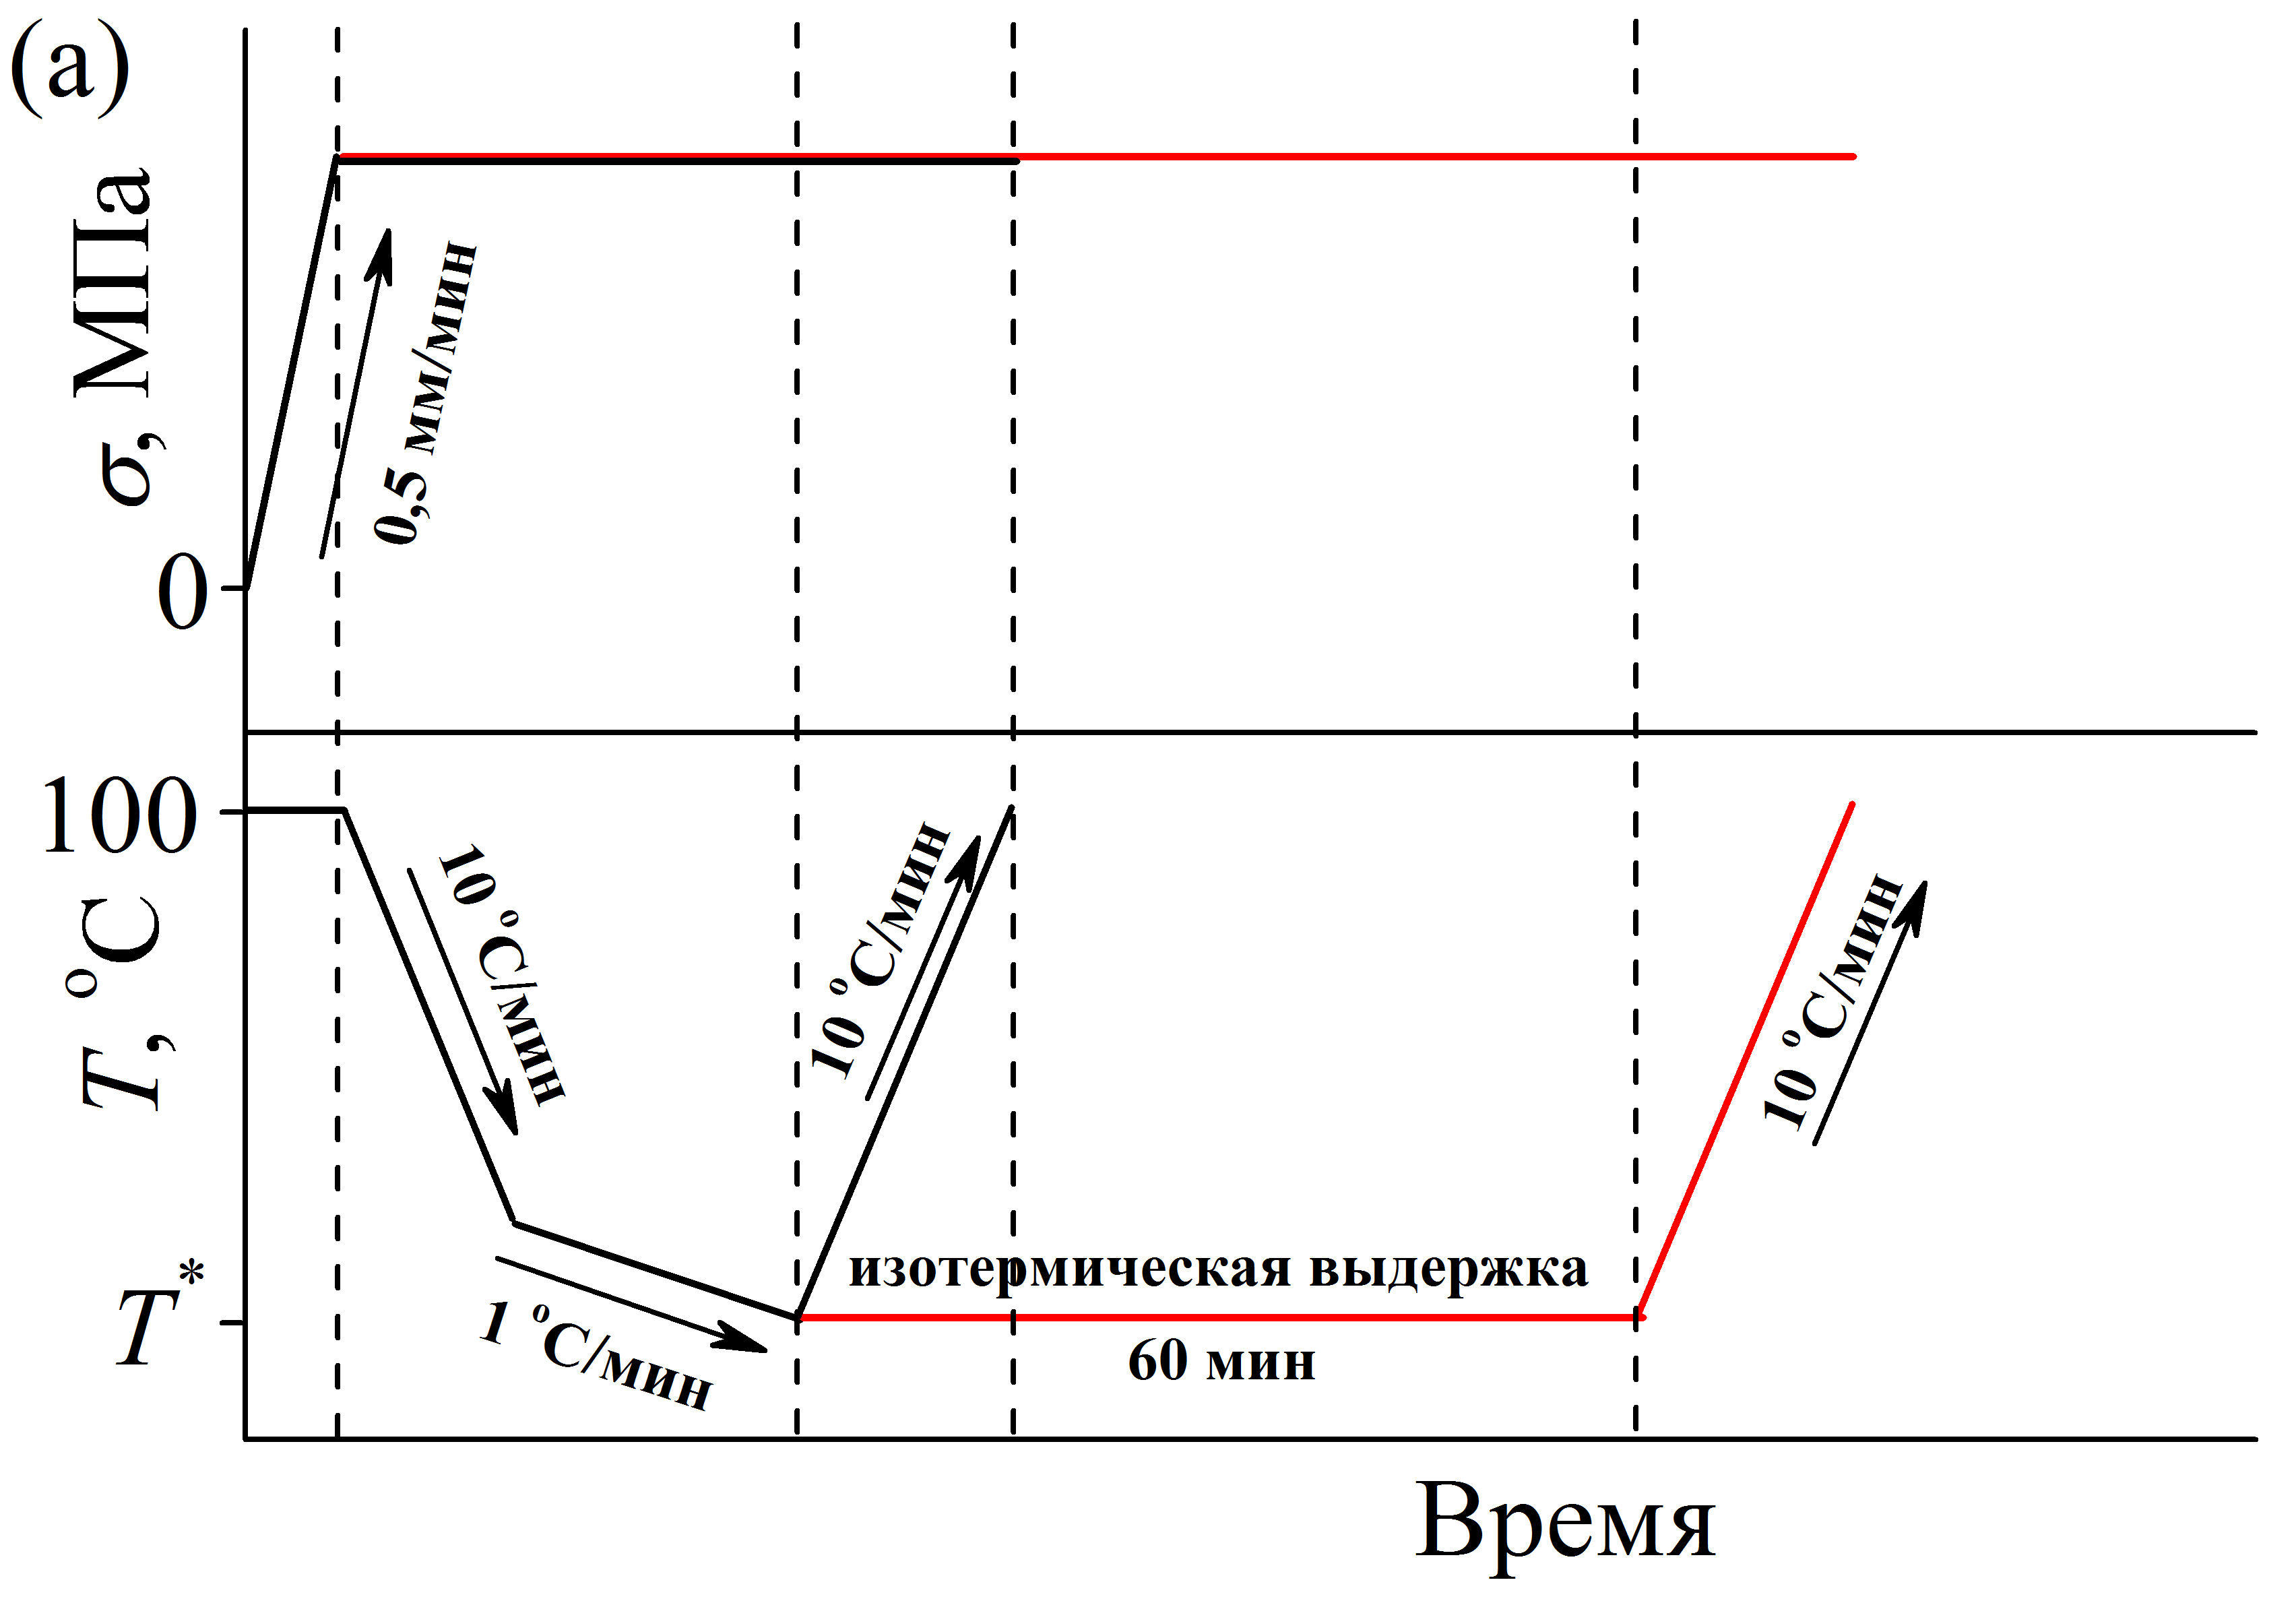 (а)
σ, МПа
0,5 мм/мин
0
100
T, °C
10 °C/мин
10 °C/мин
10 °C/мин
T*
1 °C/мин
изотермическая выдержка
60 мин
Время